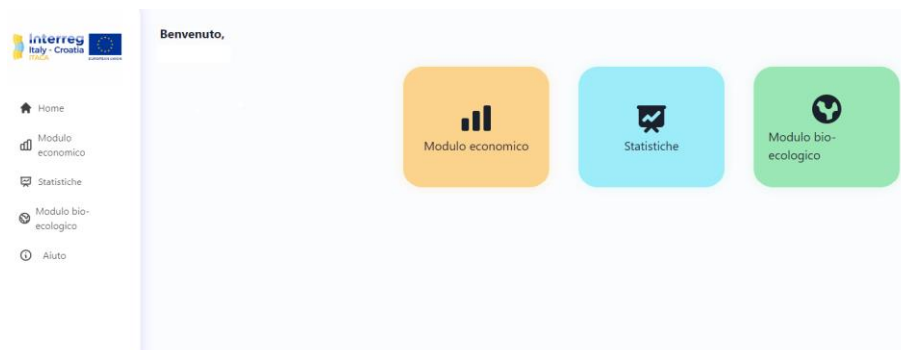 Interreg
Italy - Croatia
ITACA
Benvenuto,
Home
Modulo
economico
Statistiche
Modulo bio-
ecologico
Aiuto
Modulo economico
Statistiche
Modulo bio-
ecologico